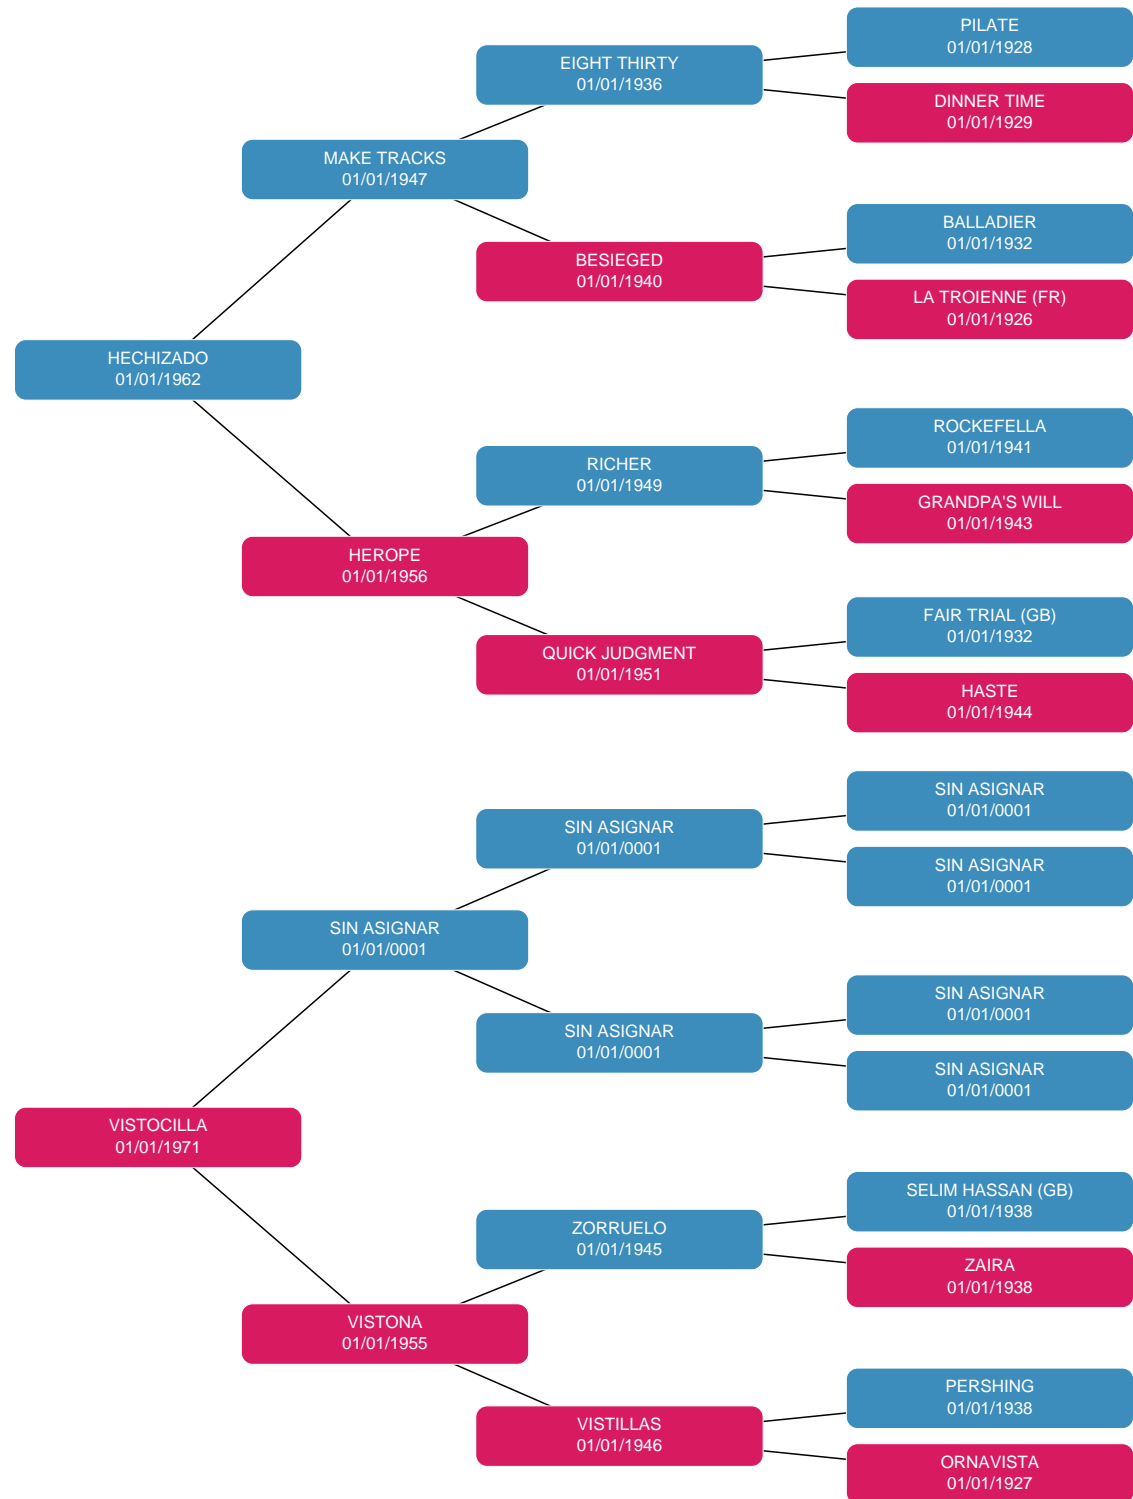 PILATE
01/01/1928
EIGHT THIRTY
01/01/1936
DINNER TIME
01/01/1929
MAKE TRACKS
01/01/1947
BALLADIER
01/01/1932
BESIEGED
01/01/1940
LA TROIENNE (FR)
01/01/1926
HECHIZADO
01/01/1962
ROCKEFELLA
01/01/1941
RICHER
01/01/1949
GRANDPA'S WILL
01/01/1943
HEROPE
01/01/1956
FAIR TRIAL (GB)
01/01/1932
QUICK JUDGMENT
01/01/1951
HASTE
01/01/1944
SIN ASIGNAR
01/01/0001
SIN ASIGNAR
01/01/0001
SIN ASIGNAR
01/01/0001
SIN ASIGNAR
01/01/0001
SIN ASIGNAR
01/01/0001
SIN ASIGNAR
01/01/0001
SIN ASIGNAR
01/01/0001
VISTOCILLA
01/01/1971
SELIM HASSAN (GB)
01/01/1938
ZORRUELO
01/01/1945
ZAIRA
01/01/1938
VISTONA
01/01/1955
PERSHING
01/01/1938
VISTILLAS
01/01/1946
ORNAVISTA
01/01/1927